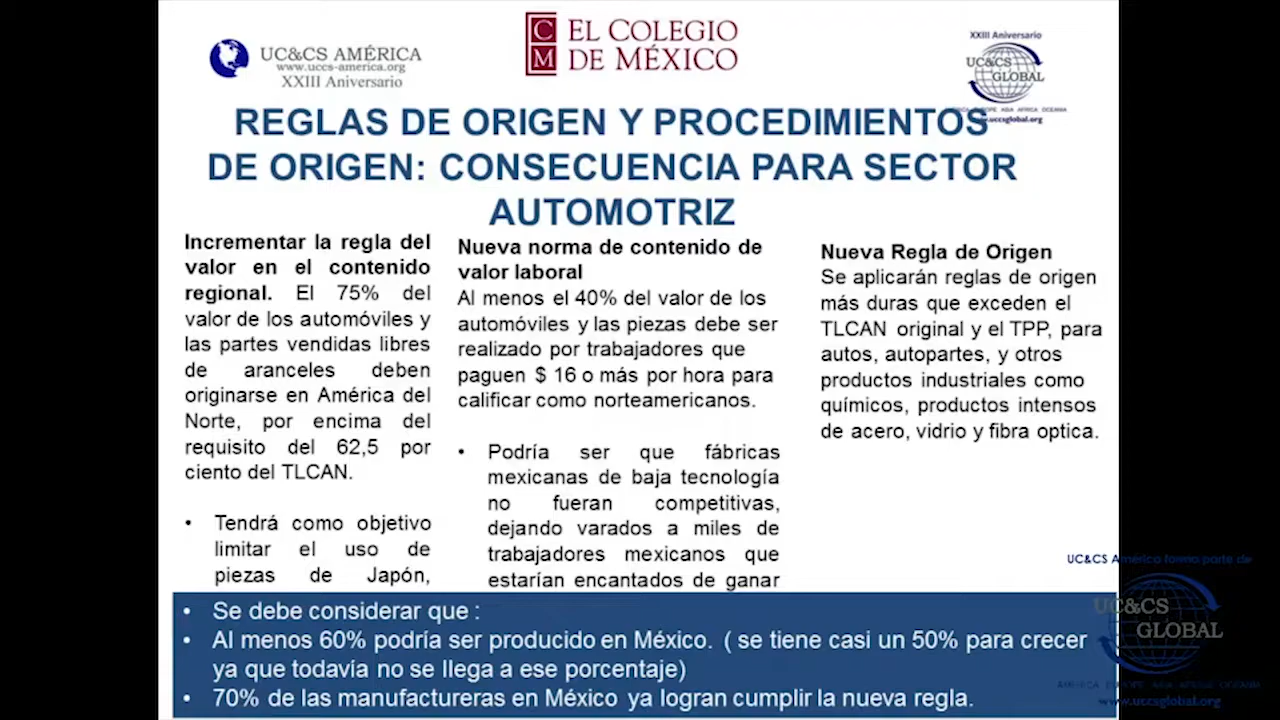 UC&CS AMÉRICA
www.uccs-america.org
XXIII Aniversario
C
M
EL COLEGIO
DE MÉXICO
XXIII Aniversario
UC&CS
GLOBAL
AMÉRICA EUROPE ASIA AFRICA OCEANIA
www.uccsglobal.org
REGLAS DE ORIGEN Y PROCEDIMIENTOS
DE ORIGEN: CONSECUENCIA PARA SECTOR
AUTOMOTRIZ
Incrementar la regla del
valor en el contenido
regional. El 75% del
valor de los automóviles y
las partes vendidas libres
de aranceles deben
originarse en América del
Norte, por encima del
requisito del 62,5 por
ciento del TLCAN.
• Tendrá como objetivo
limitar el uso de
piezas de Japón,
Nueva norma de contenido de
valor laboral
Al menos el 40% del valor de los
automóviles y las piezas debe ser
realizado por trabajadores que
paguen $ 16 o más por hora para
calificar como norteamericanos.
• Podría ser que fábricas
mexicanas de baja tecnología
no fueran competitivas,
dejando varados a miles de
trabajadores mexicanos que
estarían encantados de ganar
Nueva Regla de Origen
Se aplicarán reglas de origen
más duras que exceden el
TLCAN original y el TPP, para
autos, autopartes, y otros
productos industriales como
químicos, productos intensos
de acero, vidrio y fibra optica.
• Se debe considerar que :
• Al menos 60% podría ser producido en México. ( se tiene casi un 50% para crecer
ya que todavía no se llega a ese porcentaje)
• 70% de las manufactureras en México ya logran cumplir la nueva regla.
UC&CS América forma parte de
UC&CS
GLOBAL
AMERICA EUROPE ASIA AFRICA OCEANIA
www.uccsglobal.org